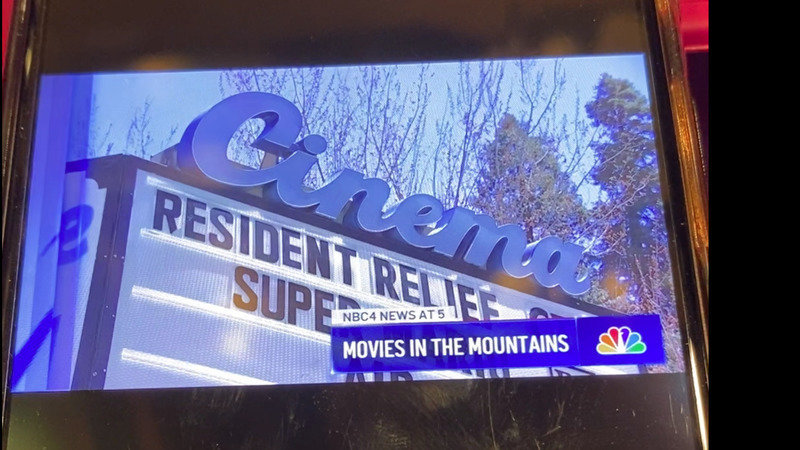 Cinema
RESIDENT RELIEF
SUPER
NBC4 NEWS AT 5
MOVIES IN THE MOUNTAINS